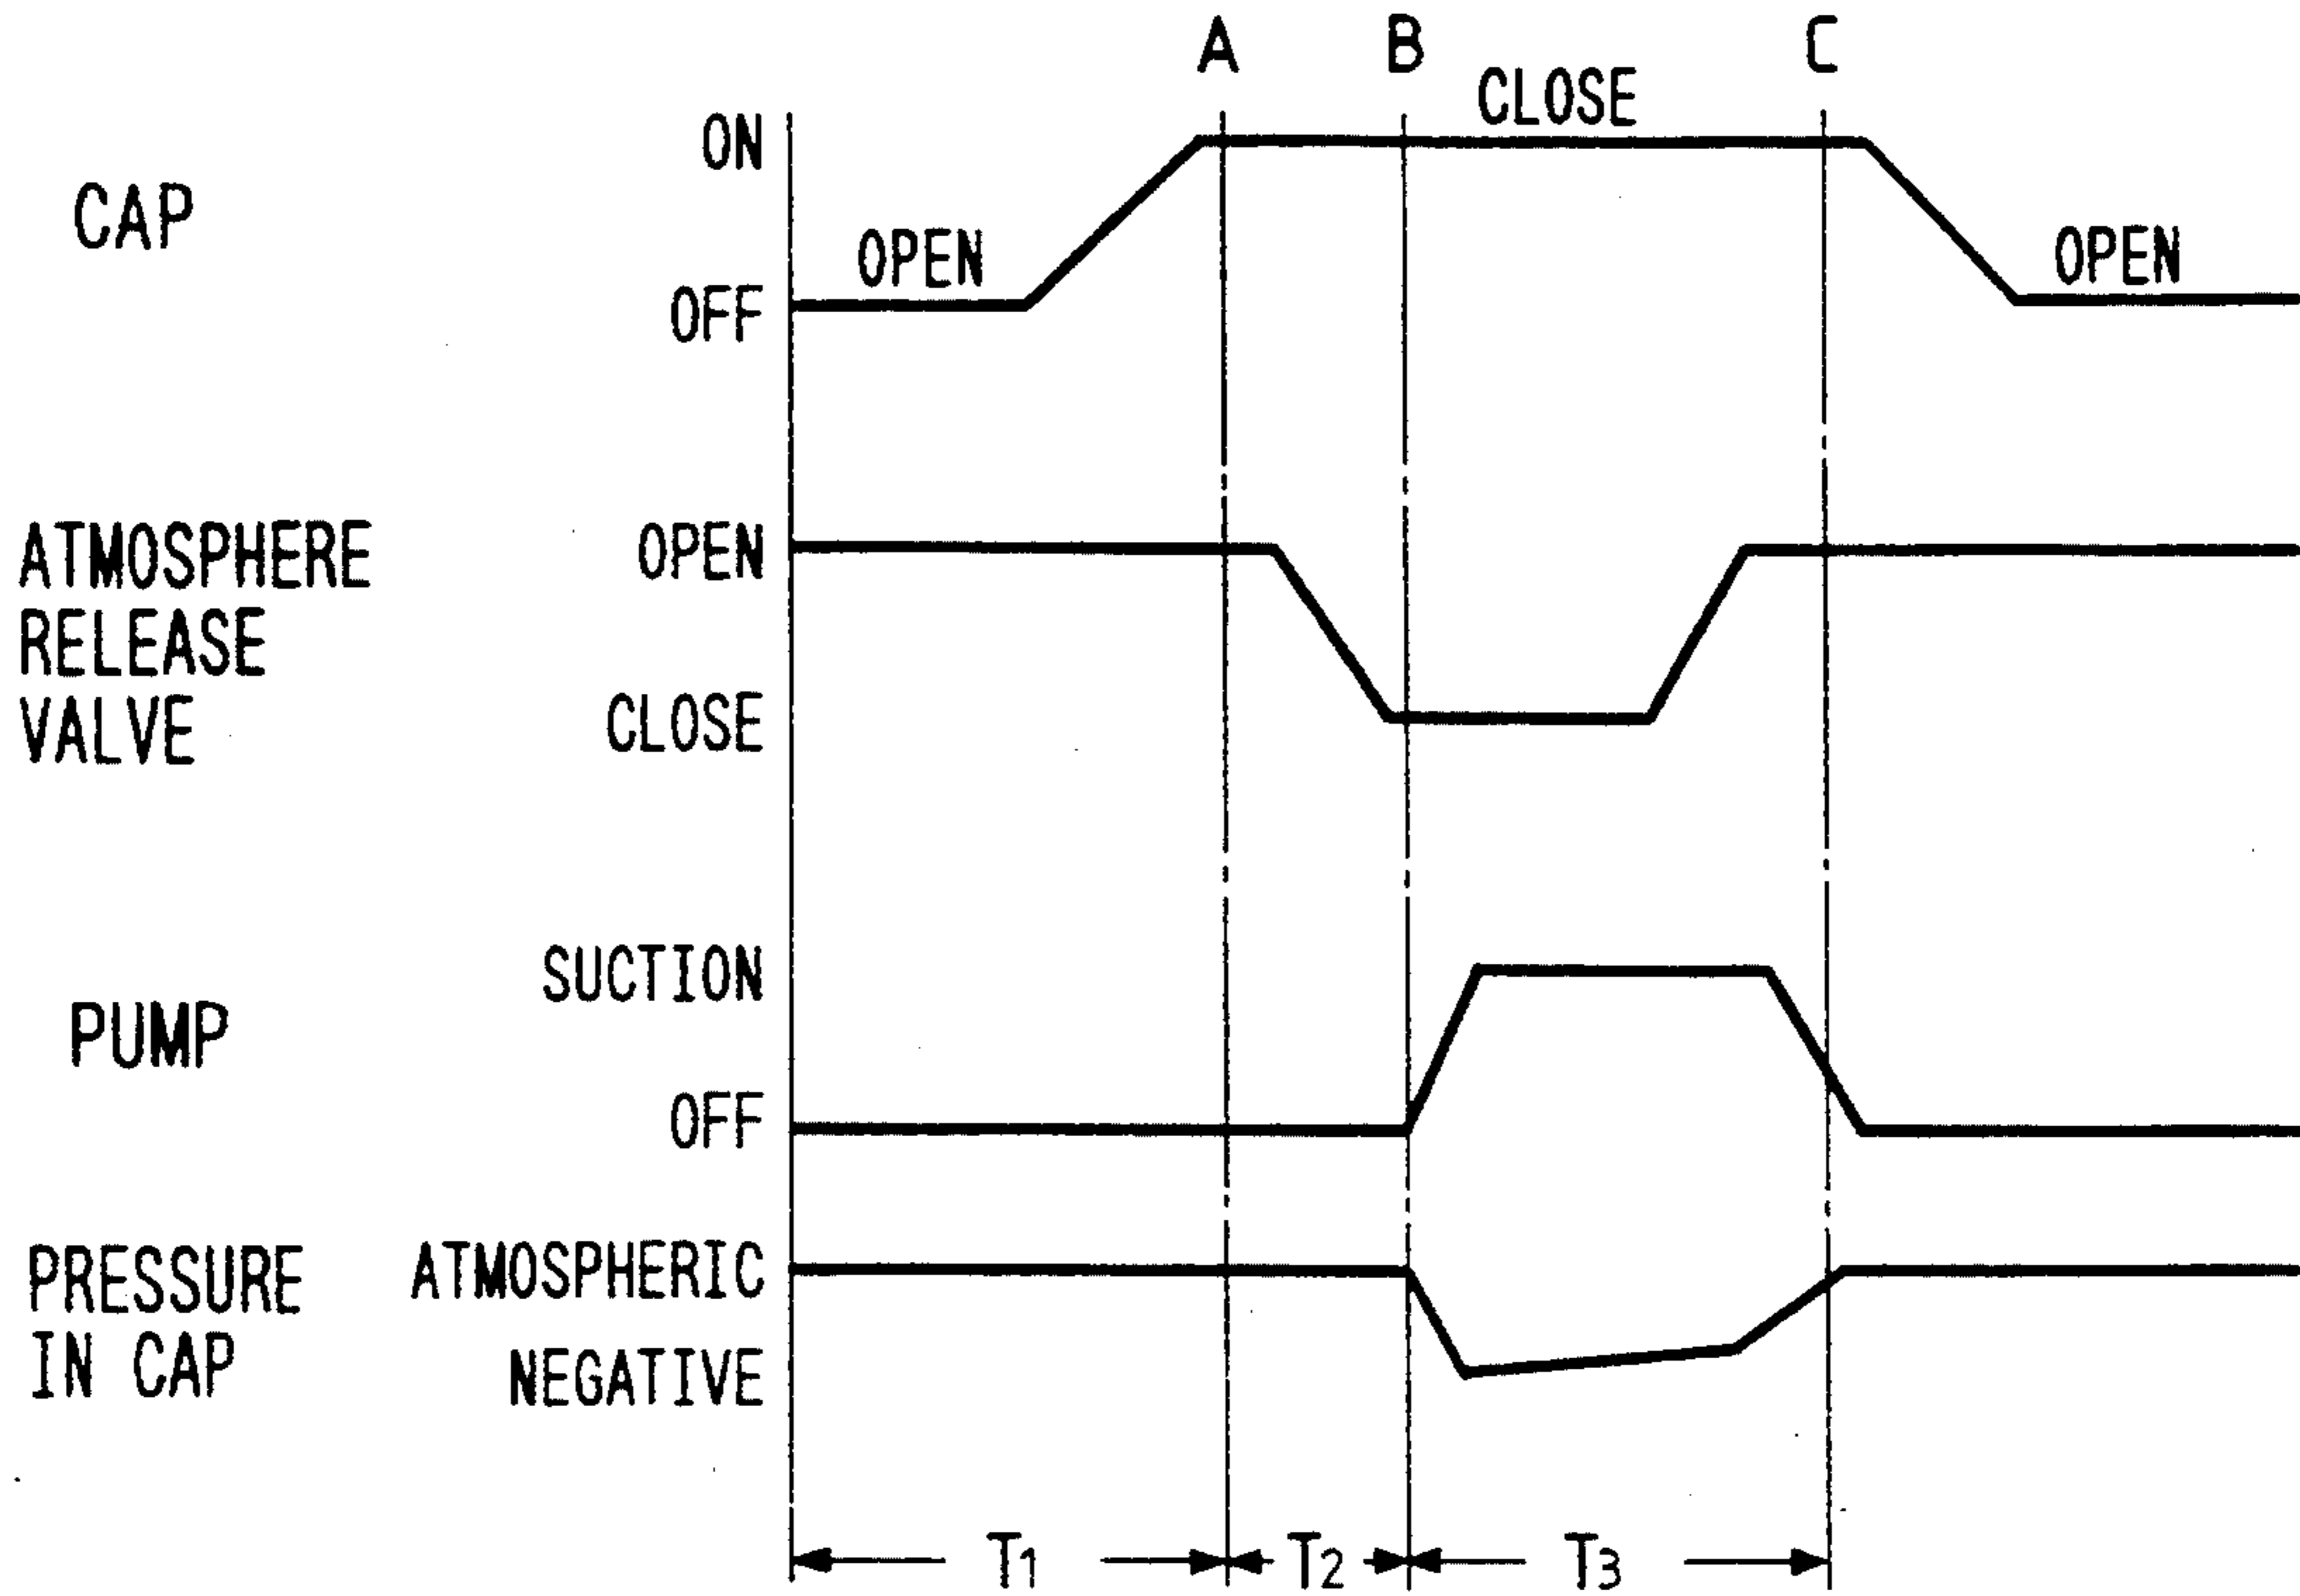 A B C
CLOSE
ON
CAP
OPEN OPEN
OFF
ATMOSPHERE
RELEASE
VALVE
OPEN
CLOSE
SUCTION
PUMP
OFF
PRESSURE
IN CAP
ATMOSPHERIC
NEGATIVE
T1 T2 T3